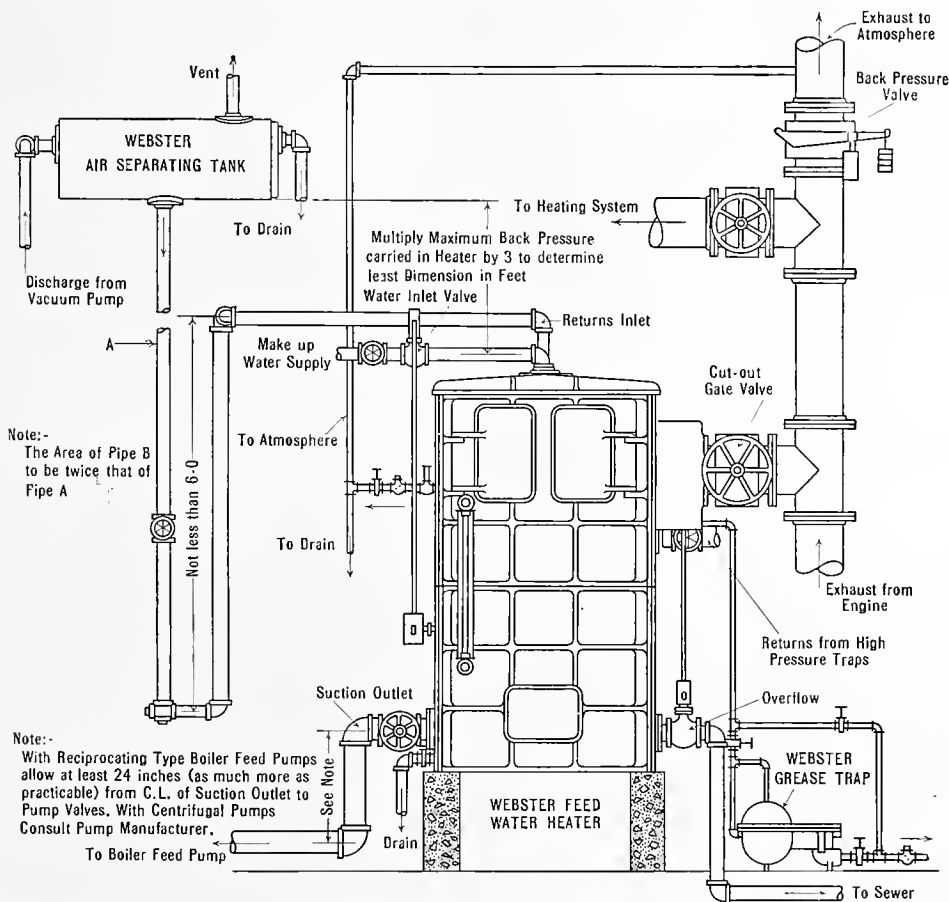 Exhaust to
Atmosphere
Back Pressure
Valve
Vent
WEBSTER
AIR SEPARATING TANK
To Drain
To Heating System
Multiply Maximum Back Pressure
carried in Heater by 3 to determine
least Dimension in Feet
Water Inlet Valve
Discharge from
Vacuum Pump
Returns Inlet
A
Make up
Water Supply
Cut-out
Gate Valve
Note:-
The Area of Pipe B
to be twice that of
Pipe A
Not less than 6-0
To Atmosphere
To Drain
Exhaust from
Engine
Returns from High
Pressure Traps
Suction Outlet
Overflow
Note:-
With Reciprocating Type Boiler Feed Pumps
allow at least 24 inches (as much more as
practicable) from C.L. of Suction Outlet to
Pump Valves. With Centrifugal Pumps
Consult Pump Manufacturer.
See Note
WEBSTER
GREASE TRAP
WEBSTER FEED
WATER HEATER
To Boiler Feed Pump
Drain
To Sewer